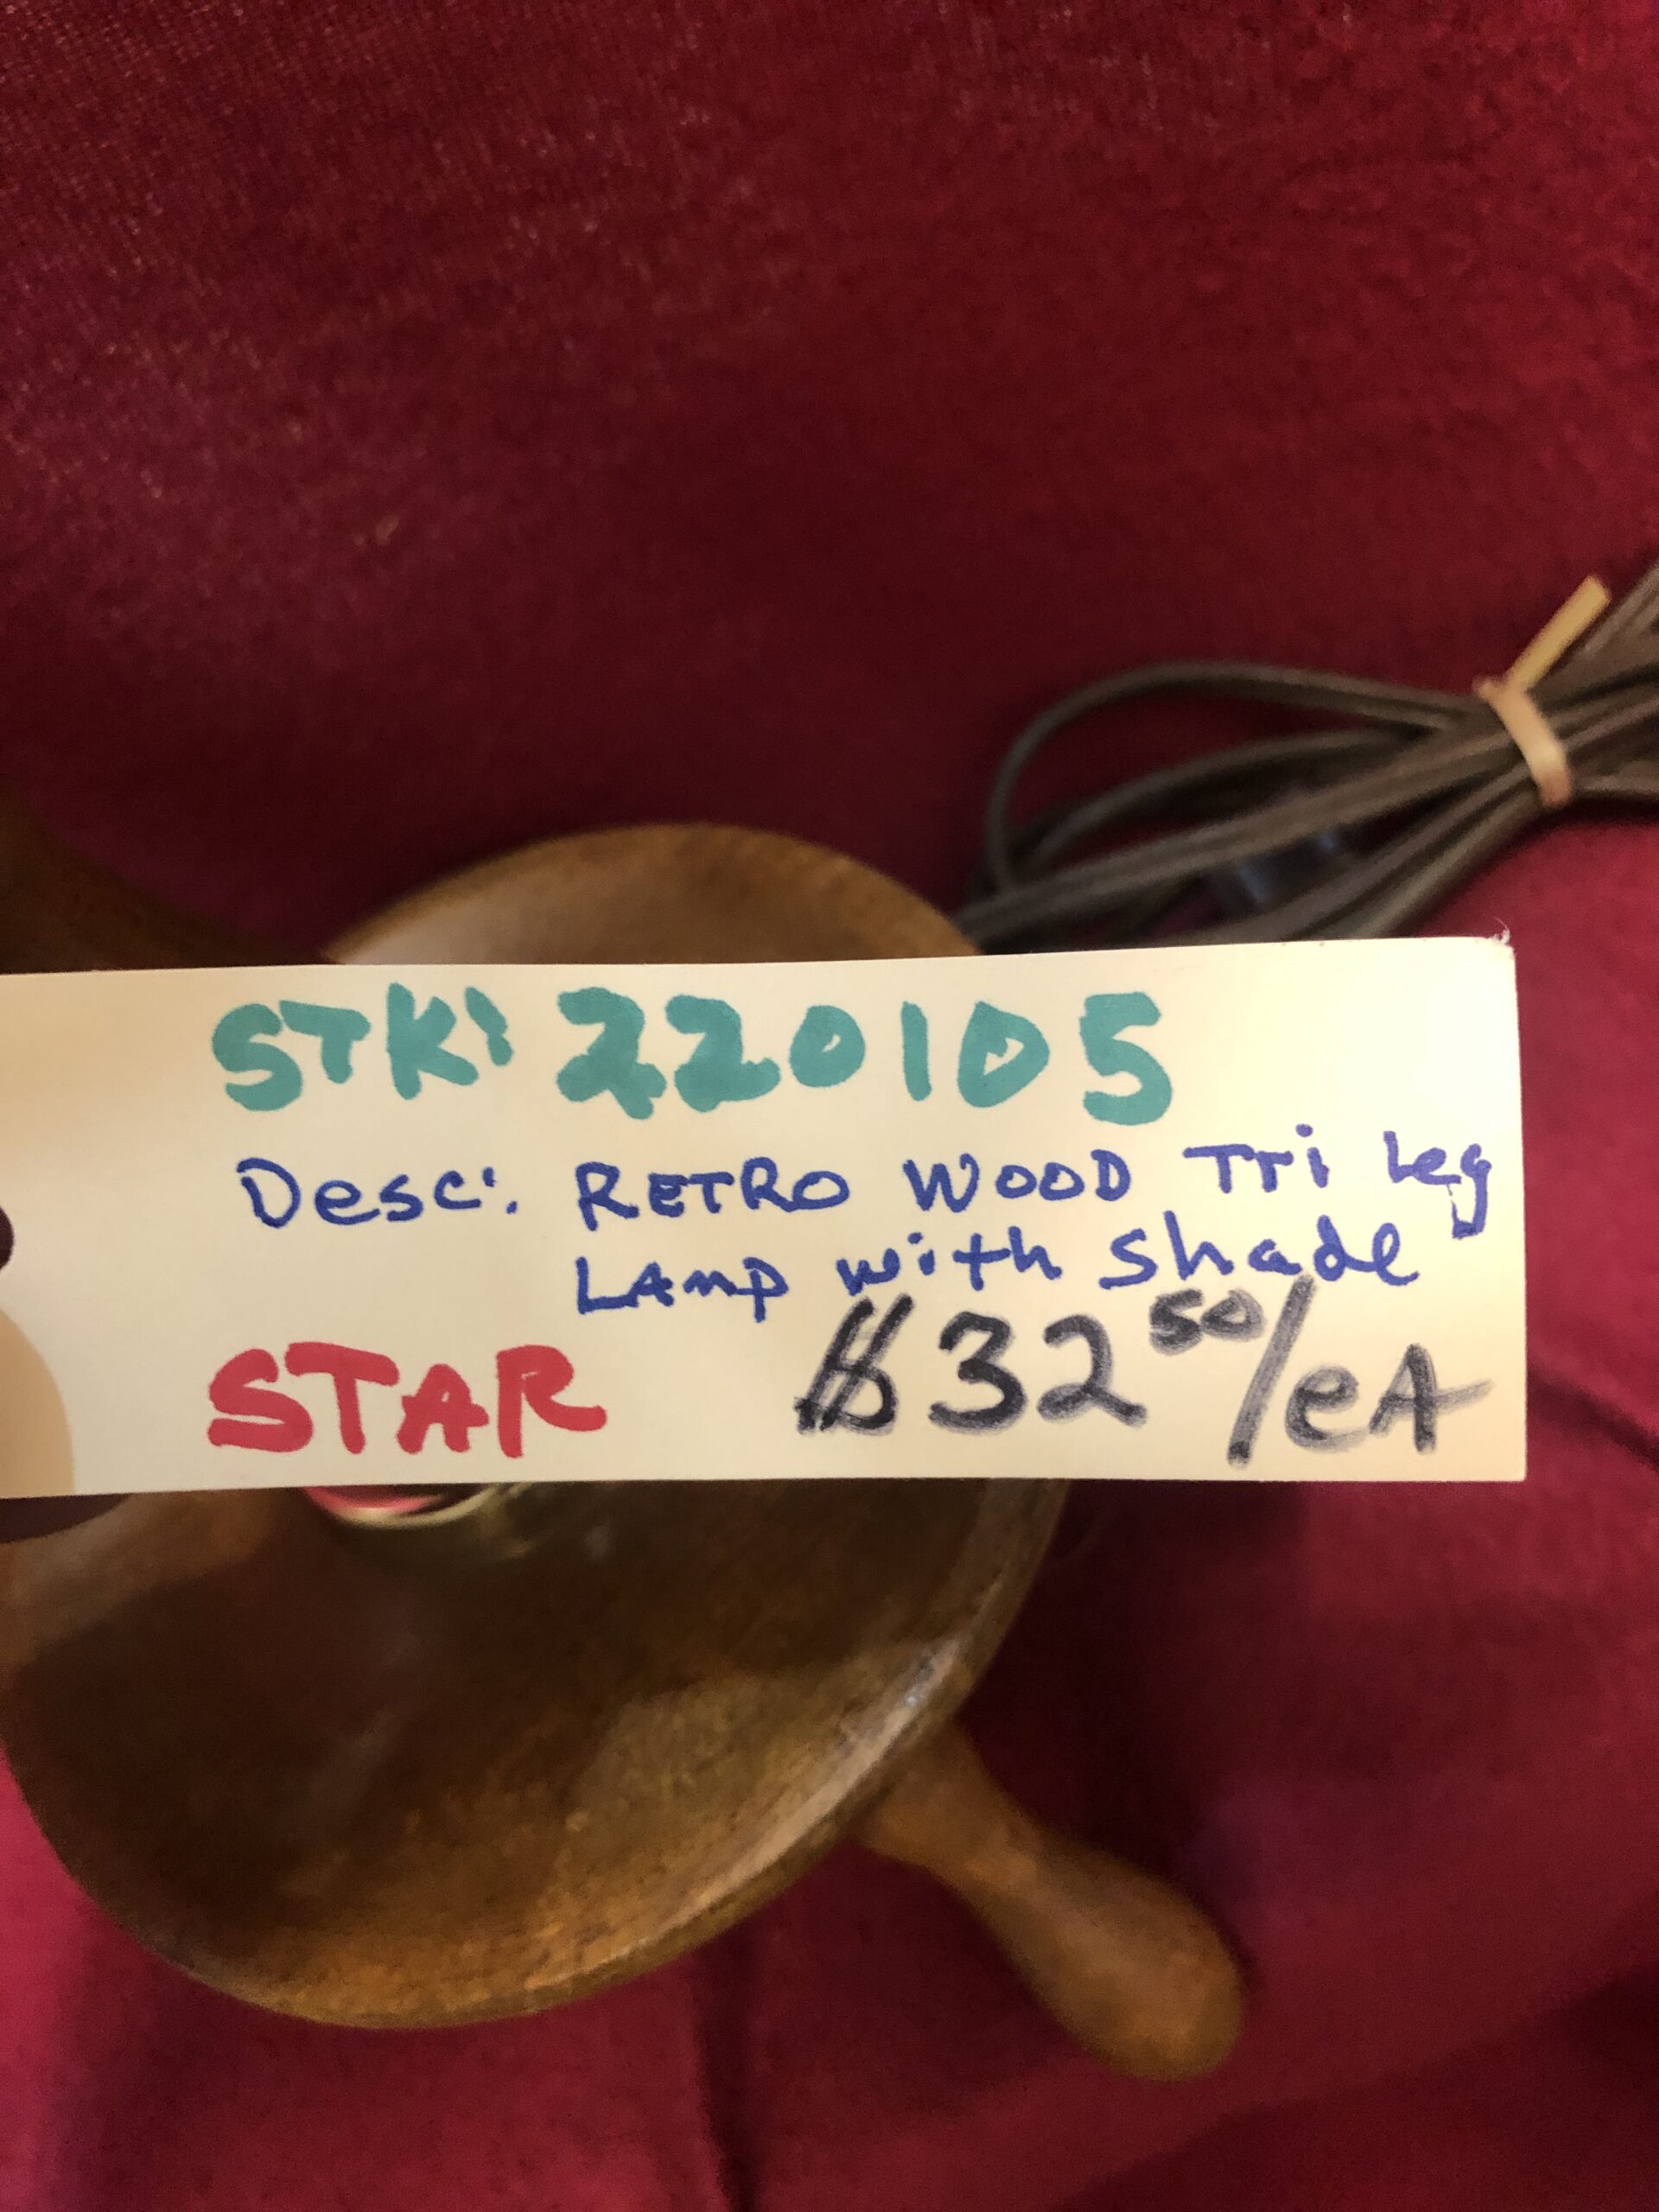 STK: 220105
Desc: RETRO WOOD Tri Leg
LAMP with shade
STAR $32 50/eA